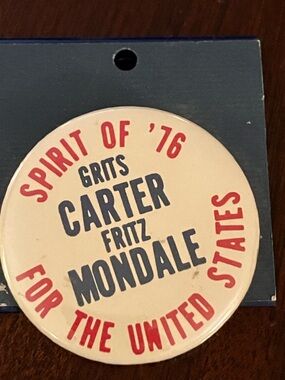 SPIRIT OF '76
GRITS
CARTER
FRITZ
MONDALE
FOR THE UNITED STATES